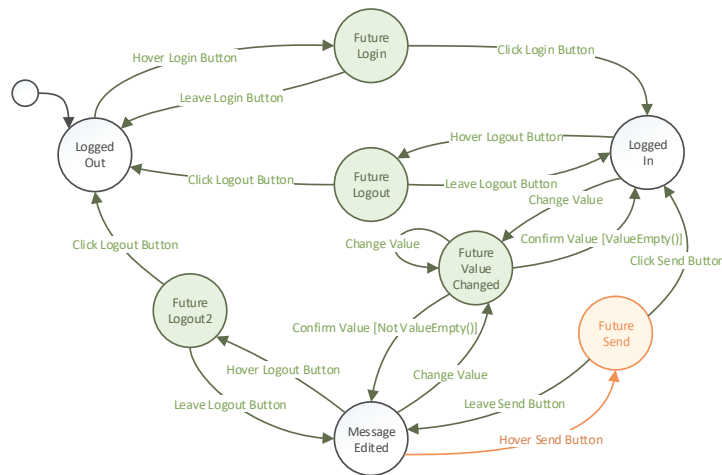 Future
Login
Hover Login Button
Click Login Button
Leave Login Button
Logged
Out
Hover Logout Button
Logged
In
Click Logout Button
Future
Logout
Leave Logout Button
Change Value
Change Value
Confirm Value [ValueEmpty()]
Click Logout Button
Future
Value
Changed
Click Send Button
Future
Logout2
Confirm Value [Not ValueEmpty()]
Future
Send
Hover Logout Button
Change Value
Leave Logout Button
Leave Send Button
Message
Edited
Hover Send Button